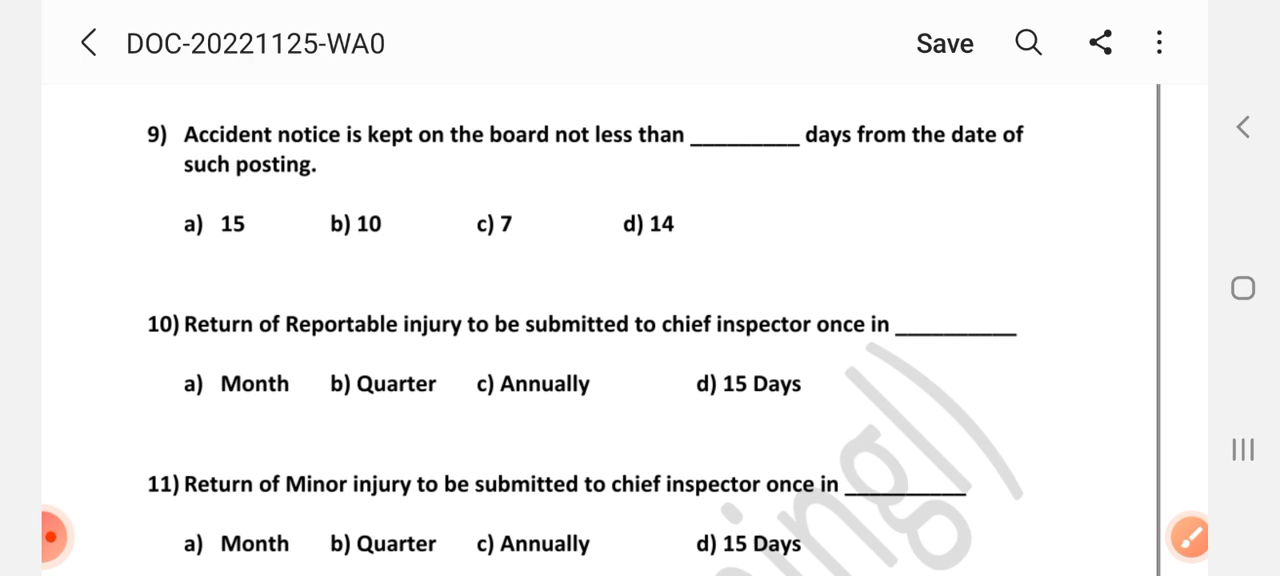 DOC-20221125-WA0 Save
9) Accident notice is kept on the board not less than _________ days from the date of
such posting.
a) 15 b) 10 c) 7 d) 14
10) Return of Reportable injury to be submitted to chief inspector once in __________
a) Month b) Quarter c) Annually d) 15 Days
11) Return of Minor injury to be submitted to chief inspector once in __________
a) Month b) Quarter c) Annually d) 15 Days